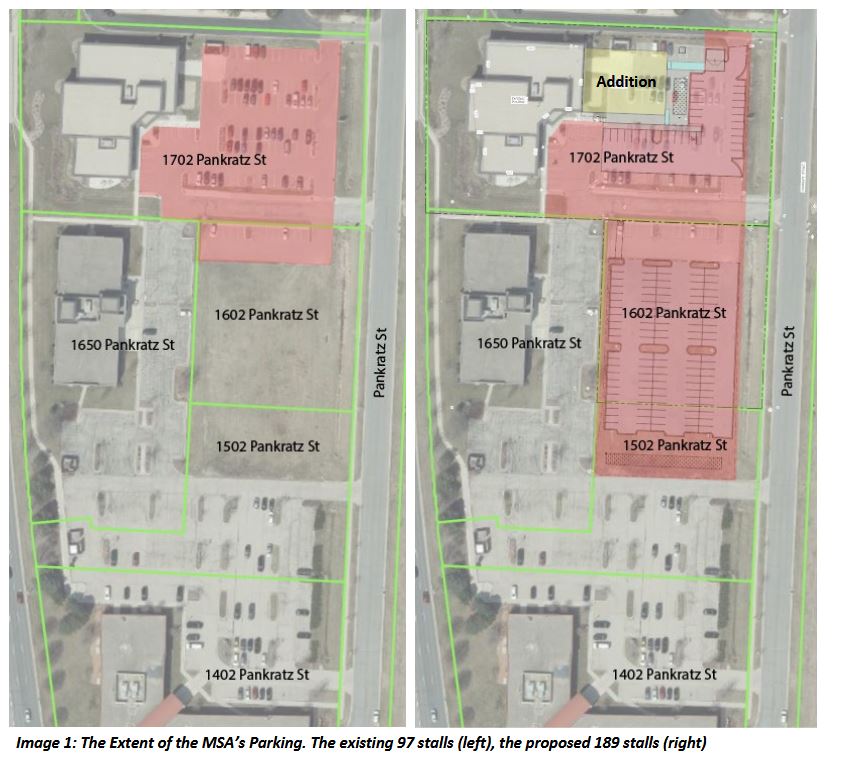 1702 Pankratz St
1602 Pankratz St
1650 Pankratz St
1502 Pankratz St
1402 Pankratz St
Pankratz St
Addition
1702 Pankratz St
1602 Pankratz St
1650 Pankratz St
1502 Pankratz St
1402 Pankratz St
Pankratz St
Image 1: The Extent of the MSA's Parking. The existing 97 stalls (left), the proposed 189 stalls (right)